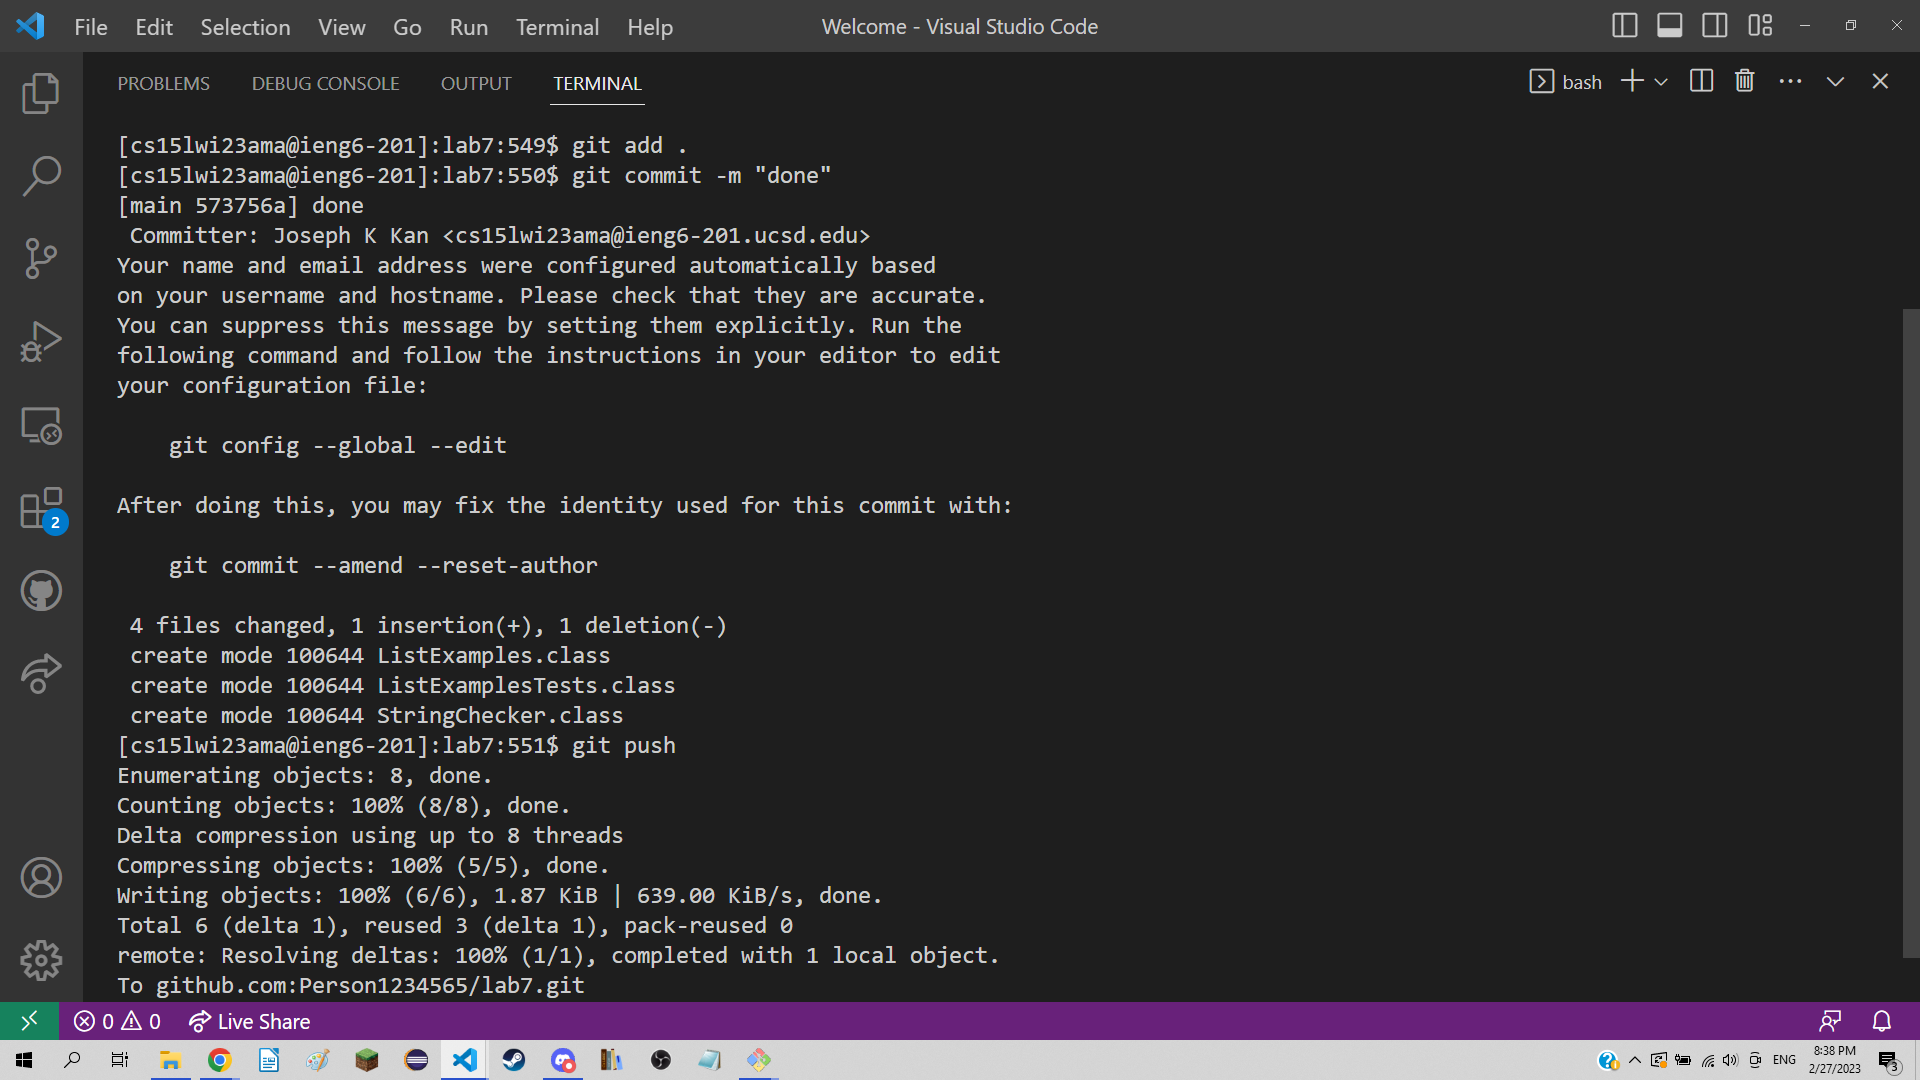 File Edit Selection View Go Run Terminal Help
Welcome - Visual Studio Code
PROBLEMS DEBUG CONSOLE OUTPUT TERMINAL
bash
[cs15lwi23ama@ieng6-201]:lab7:549$ git add .
[cs15lwi23ama@ieng6-201]:lab7:550$ git commit -m "done"
[main 573756a] done
 Committer: Joseph K Kan <cs15lwi23ama@ieng6-201.ucsd.edu>
Your name and email address were configured automatically based
on your username and hostname. Please check that they are accurate.
You can suppress this message by setting them explicitly. Run the
following command and follow the instructions in your editor to edit
your configuration file:
    git config --global --edit
After doing this, you may fix the identity used for this commit with:
    git commit --amend --reset-author
 4 files changed, 1 insertion(+), 1 deletion(-)
 create mode 100644 ListExamples.class
 create mode 100644 ListExamplesTests.class
 create mode 100644 StringChecker.class
[cs15lwi23ama@ieng6-201]:lab7:551$ git push
Enumerating objects: 8, done.
Counting objects: 100% (8/8), done.
Delta compression using up to 8 threads
Compressing objects: 100% (5/5), done.
Writing objects: 100% (6/6), 1.87 KiB | 639.00 KiB/s, done.
Total 6 (delta 1), reused 3 (delta 1), pack-reused 0
remote: Resolving deltas: 100% (1/1), completed with 1 local object.
To github.com:Person1234565/lab7.git
2
0 0 Live Share
ENG
8:38 PM
2/27/2023
3